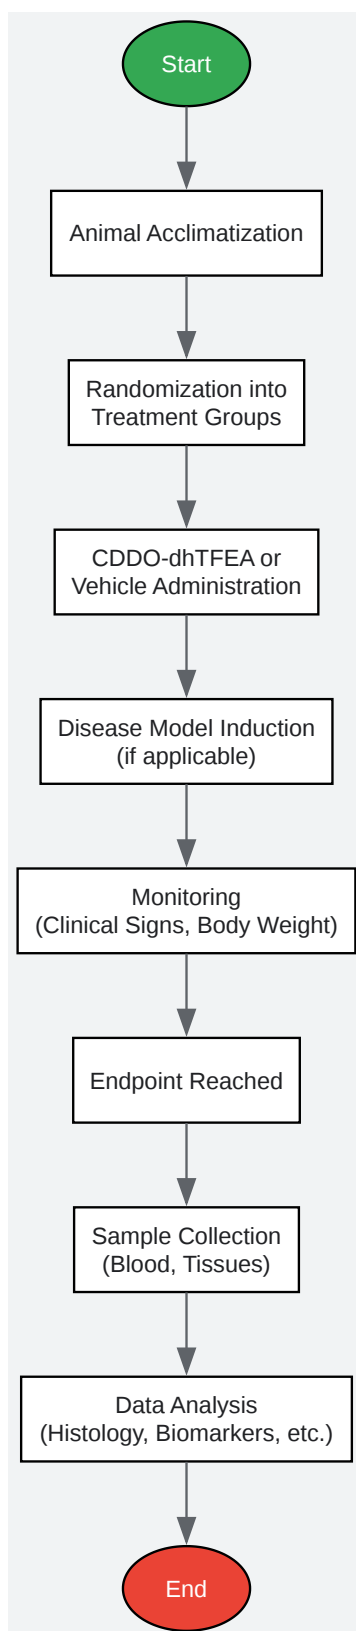 Start
Animal Acclimatization
Randomization into
Treatment Groups
CDDO-dhTFEA or
Vehicle Administration
Disease Model Induction
(if applicable)
Monitoring
(Clinical Signs, Body Weight)
Endpoint Reached
Sample Collection
(Blood, Tissues)
Data Analysis
(Histology, Biomarkers, etc.)
End